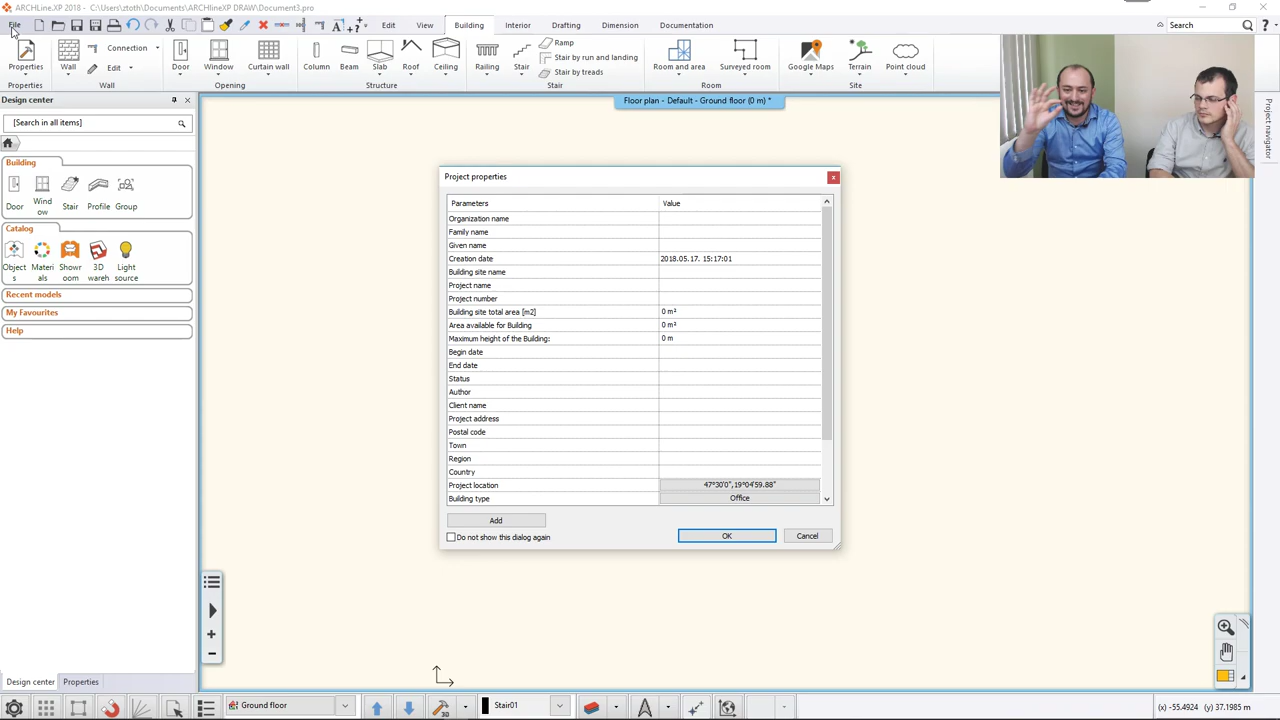 ARCHLine.XP 2018 - C:\Users\ztoth\Documents\ARCHlineXP DRAW\Document3.pro
File
Edit
View
Building
Interior
Drafting
Dimension
Documentation
Search
Properties
Wall
Connection
Edit
Door
Window
Curtain wall
Column
Beam
Slab
Roof
Ceiling
Railing
Stair
Ramp
Stair by run and landing
Stair by treads
Room and area
Surveyed room
Google Maps
Terrain
Point cloud
Properties
Wall
Opening
Structure
Stair
Room
Site
Design center
[Search in all items]
Building
Door
Wind
ow
Stair
Profile
Group
Catalog
Object
s
Materi
als
Showr
oom
3D
wareh
Light
source
Recent models
My Favourites
Help
Design center
Properties
Floor plan - Default - Ground floor (0 m) *
Project navigator
Project properties
Parameters Value
Organization name
Family name
Given name
Creation date 2018.05.17. 15:17:01
Building site name
Project name
Project number
Building site total area [m2] 0 m²
Area available for Building 0 m²
Maximum height of the Building: 0 m
Begin date
End date
Status
Author
Client name
Project address
Postal code
Town
Region
Country
Project location 47°30'0",19°04'59.88"
Building type Office
Add
Do not show this dialog again
OK
Cancel
Ground floor
Stair01
(x) -55.4924 (y) 37.1985 m